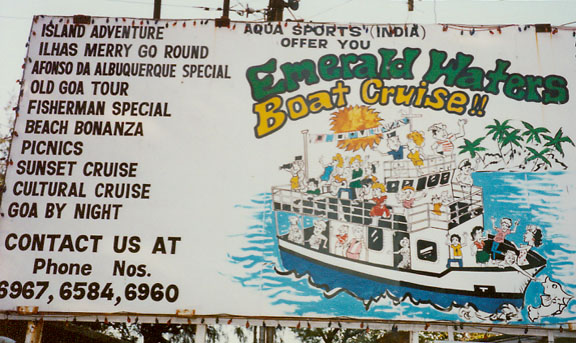 ISLAND ADVENTURE
ILHAS MERRY GO ROUND
AFONSO DA ALBUQUERQUE SPECIAL
OLD GOA TOUR
FISHERMAN SPECIAL
BEACH BONANZA
PICNICS
SUNSET CRUISE
CULTURAL CRUISE
GOA BY NIGHT
CONTACT US AT
Phone Nos.
6967, 6584, 6960
AQUA SPORTS' (INDIA)
OFFER YOU
Emerald Waters
Boat Cruise!!